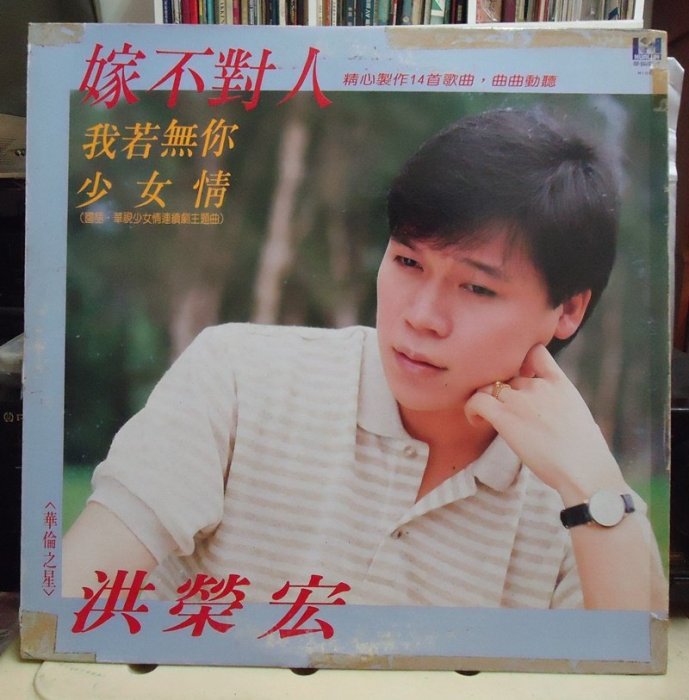 嫁不對人
精心製作14首歌曲，曲曲動聽
我若無你
少女情
(國語·華視少女情連續劇主題曲)
〈華倫之星〉
洪榮宏